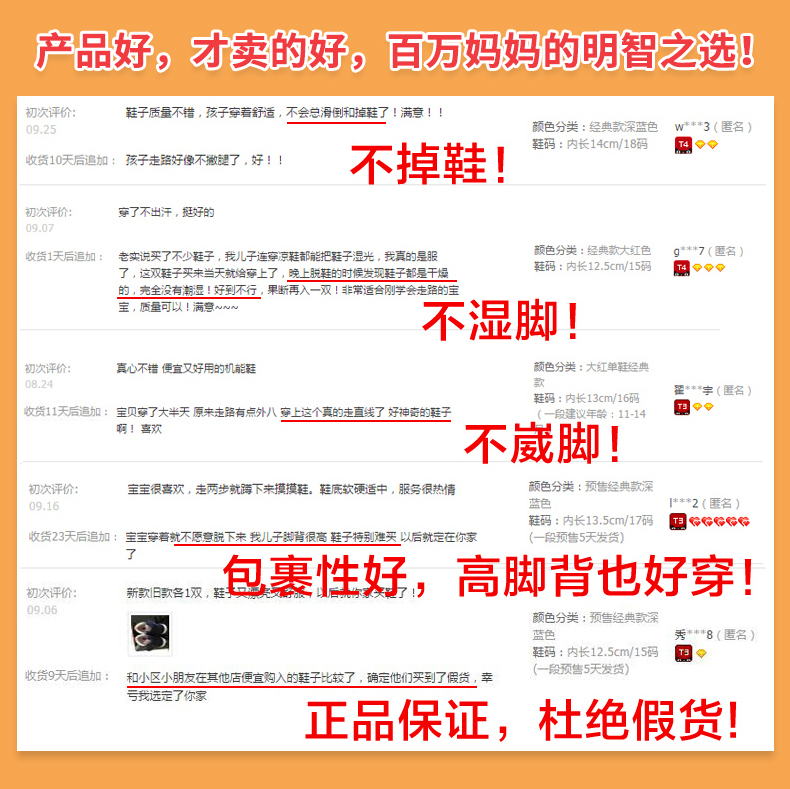 产品好，才卖的好，百万妈妈的明智之选！
初次评价:
09.25
鞋子质量不错，孩子穿着舒适，不会总滑倒和掉鞋了！满意！！
收货10天后追加：
孩子走路好像不撇腿了，好！！
颜色分类：经典款深蓝色
鞋码：内长14cm/18码
w***3（匿名）
T4
不掉鞋！
初次评价:
09.07
穿了不出汗，挺好的
收货1天后追加：
老实说买了不少鞋子，我儿子连穿凉鞋都能把鞋子湿光，我真的是服
了，这双鞋子买来当天就给穿上了，晚上脱鞋的时候发现鞋子都是干燥
的，完全没有潮湿！好到不行，果断再入一双！非常适合刚学会走路的宝
宝，质量可以！满意~~~
颜色分类：经典款大红色
鞋码：内长12.5cm/15码
g***7（匿名）
T4
不湿脚！
初次评价:
08.24
真心不错 便宜又好用的机能鞋
收货11天后追加：
宝贝穿了大半天 原来走路有点外八 穿上这个真的走直线了 好神奇的鞋子
啊！ 喜欢
颜色分类：大红单鞋经典
款
鞋码：内长13cm/16码
（一段建议年龄：11-14
翟***宇（匿名）
T3
不崴脚！
初次评价:
09.16
宝宝很喜欢，走两步就蹲下来摸摸鞋。鞋底软硬适中，服务很热情
收货23天后追加：
宝宝穿着就不愿意脱下来 我儿子脚背很高 鞋子特别难买 以后就定在你家
了
颜色分类：预售经典款深
蓝色
鞋码：内长13.5cm/17码
(一段预售5天发货)
l***2（匿名）
T3
包裹性好，高脚背也好穿！
初次评价:
09.06
新款旧款各1双，鞋子又漂亮又舒服，以后就你家买鞋了！
收货9天后追加：
和小区小朋友在其他店便宜购入的鞋子比较了，确定他们买到了假货，幸
亏我选定了你家
颜色分类：预售经典款深
蓝色
鞋码：内长12.5cm/15码
(一段预售5天发货)
秀***8（匿名）
T3
正品保证，杜绝假货！